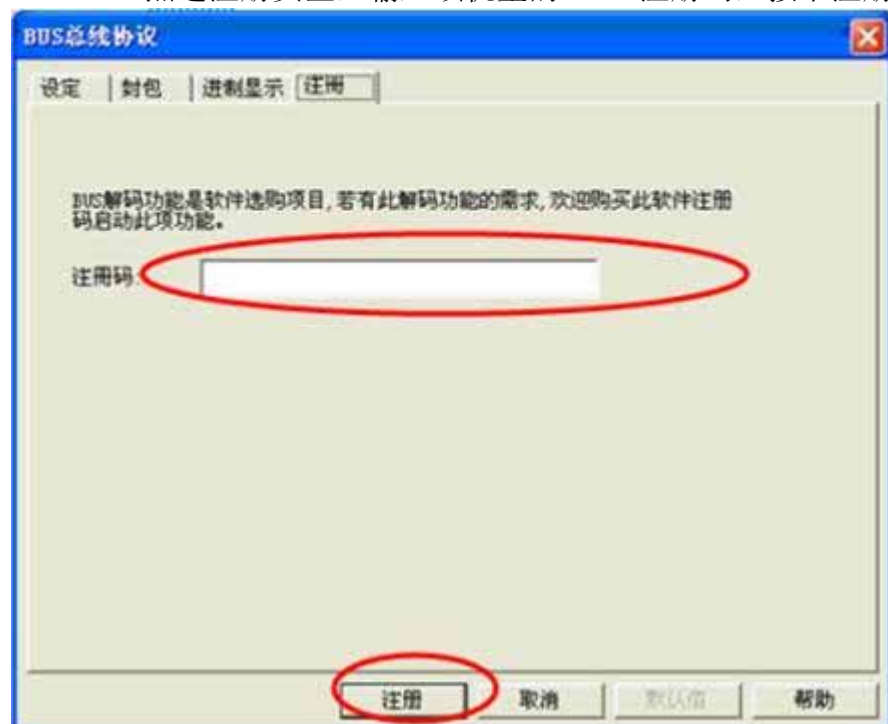 BUS总线协议
设定 封包 进制显示 注册
BUS解码功能是软件选购项目,若有此解码功能的需求,欢迎购买此软件注册
码启动此项功能。
注册码:
注册 取消 默认值 帮助